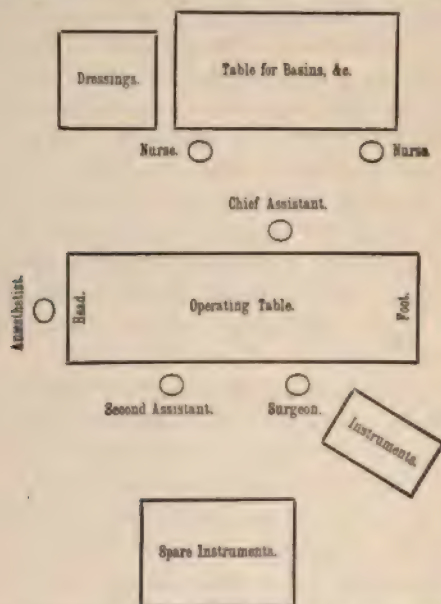 Dressings.
Table for Basins, &c.
Nurse.
Nurse
Chief Assistant.
Anæsthetist.
Head.
Operating Table.
Foot.
Second Assistant.
Surgeon.
Instruments.
Spare Instruments.